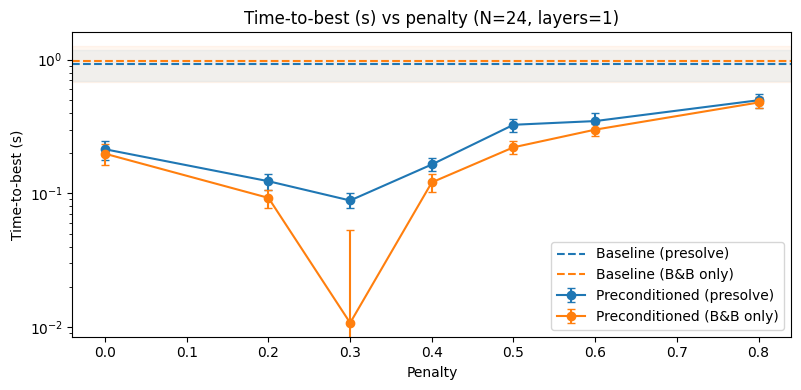 Time-to-best (s) vs penalty (N=24, layers=1)
Time-to-best (s)
10⁰
10⁻¹
10⁻²
Baseline (presolve)
Baseline (B&B only)
Preconditioned (presolve)
Preconditioned (B&B only)
0.0 0.1 0.2 0.3 0.4 0.5 0.6 0.7 0.8
Penalty